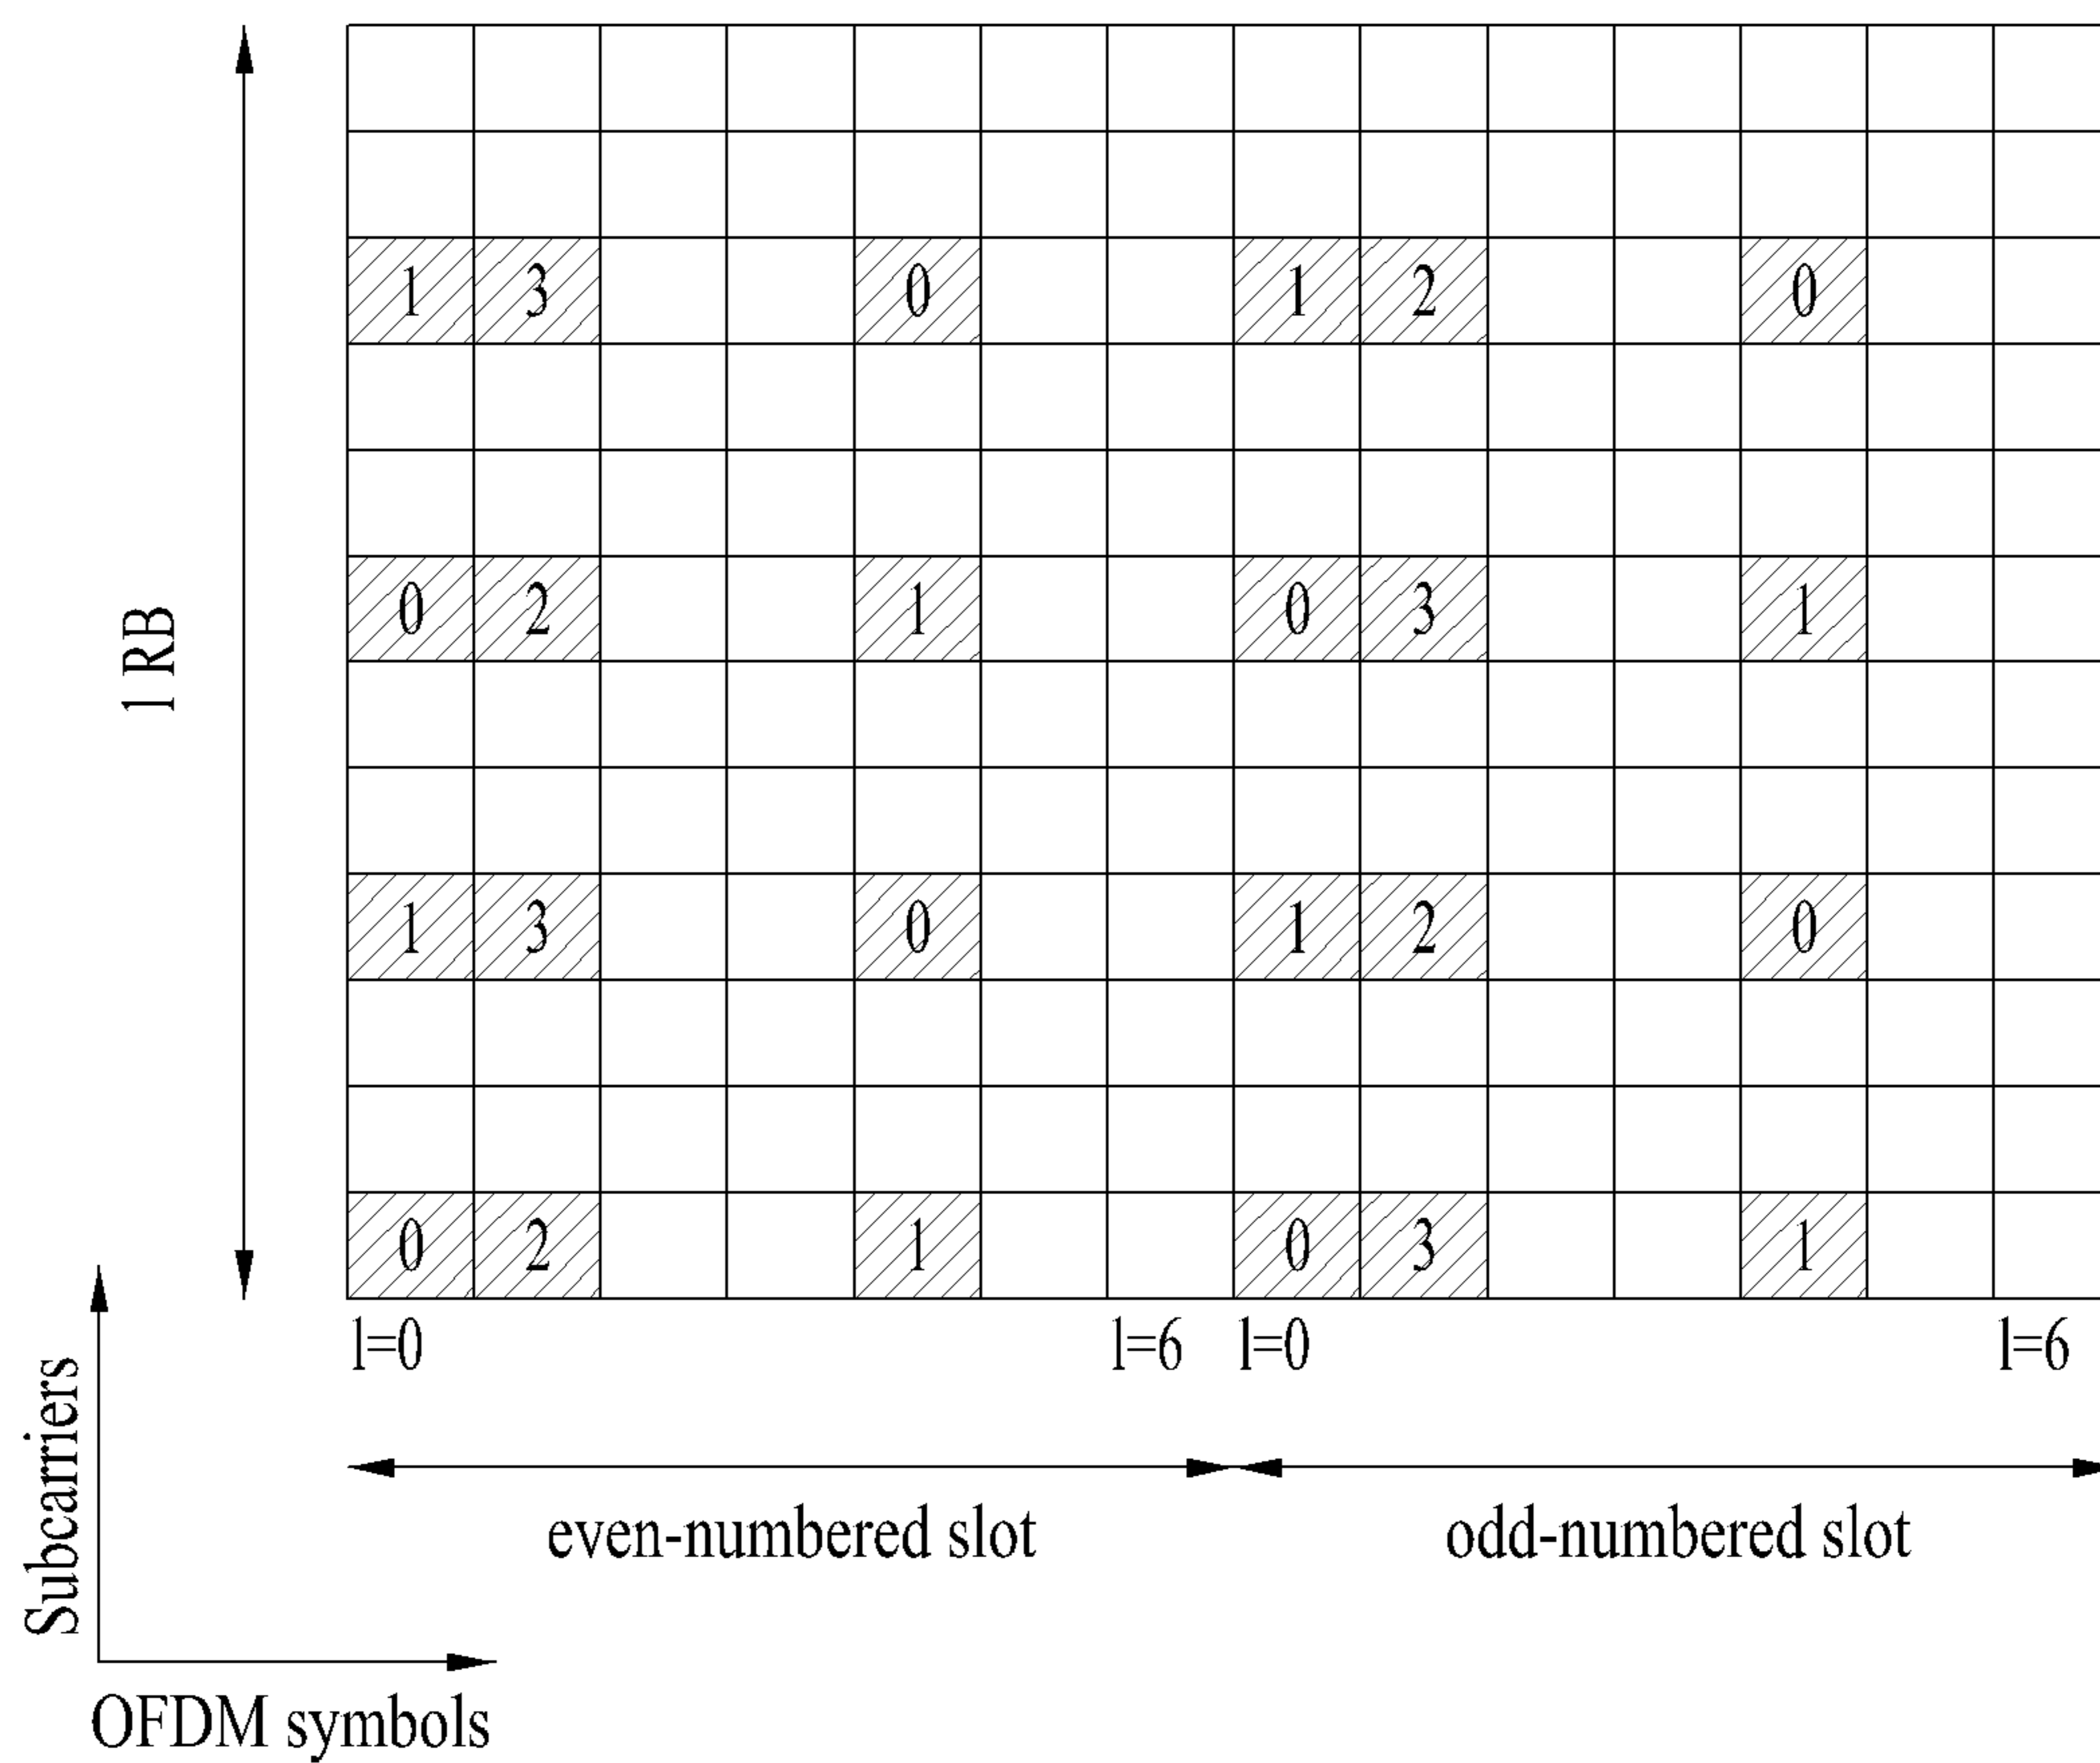 1 3 0 1 2 0
1 RB
0 2 1 0 3 1
1 3 0 1 2 0
0 2 1 0 3 1
l=0 l=6 l=0 l=6
Subcarriers
even-numbered slot odd-numbered slot
OFDM symbols